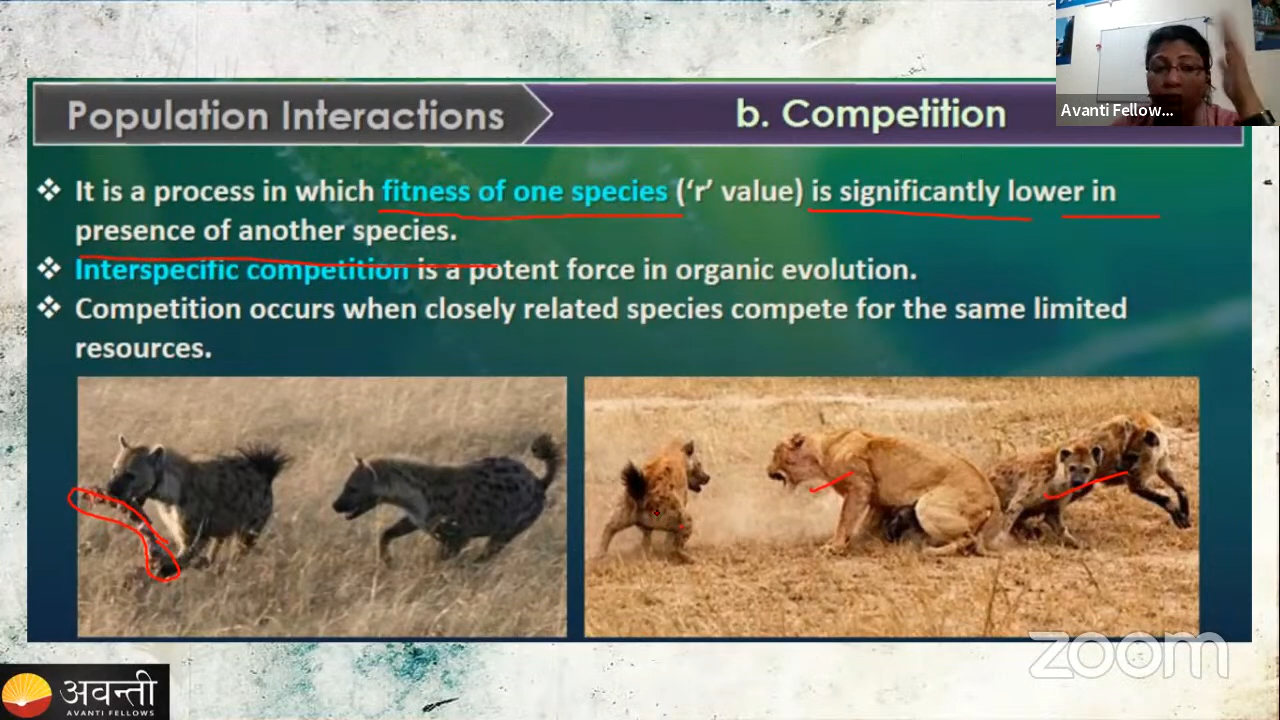 Population Interactions
b. Competition
Avanti Fellow...
❖ It is a process in which fitness of one species ('r' value) is significantly lower in
presence of another species.
❖ Interspecific competition is a potent force in organic evolution.
❖ Competition occurs when closely related species compete for the same limited
resources.
zoom
अवन्ती
AVANTI FELLOWS